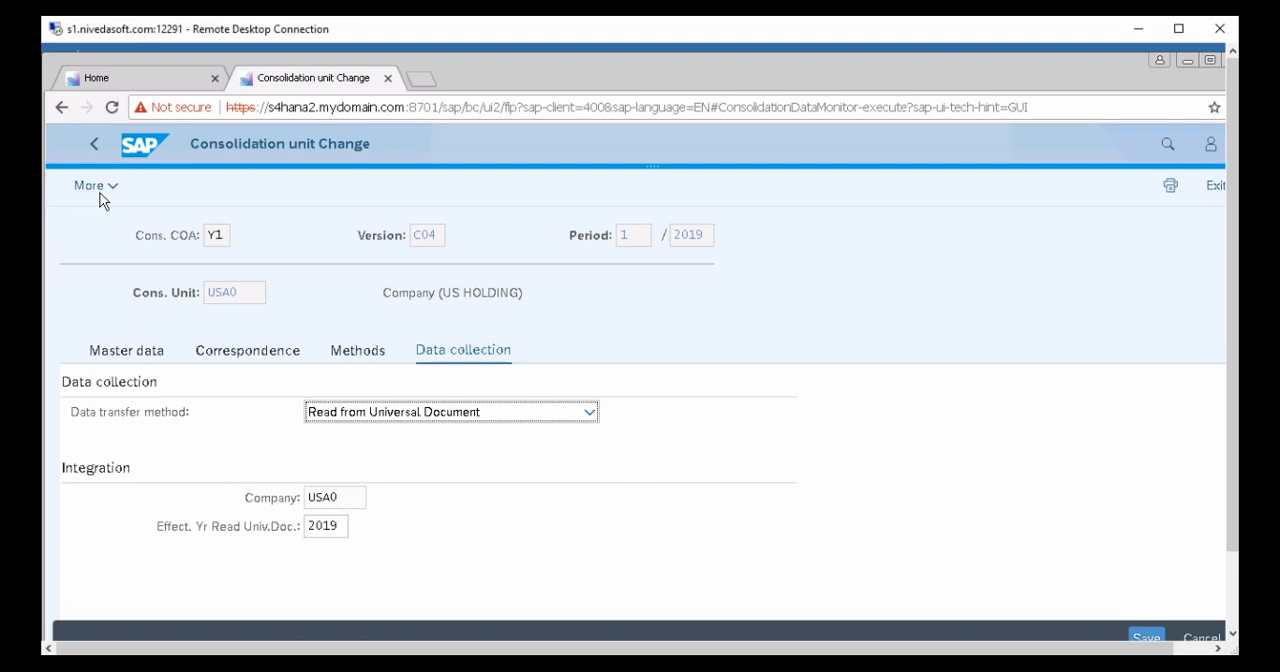 s1.nivedasoft.com:12291 - Remote Desktop Connection
Home
Consolidation unit Change
Not secure https://s4hana2.mydomain.com:8701/sap/bc/ui2/flp?sap-client=400&sap-language=EN#ConsolidationDataMonitor-execute?sap-ui-tech-hint=GUI
SAP Consolidation unit Change
More Exit
Cons. COA: Y1 Version: C04 Period: 1 / 2019
Cons. Unit: USA0 Company (US HOLDING)
Master data Correspondence Methods Data collection
Data collection
Data transfer method: Read from Universal Document
Integration
Company: USA0
Effect. Yr Read Univ.Doc.: 2019
Save Cancel